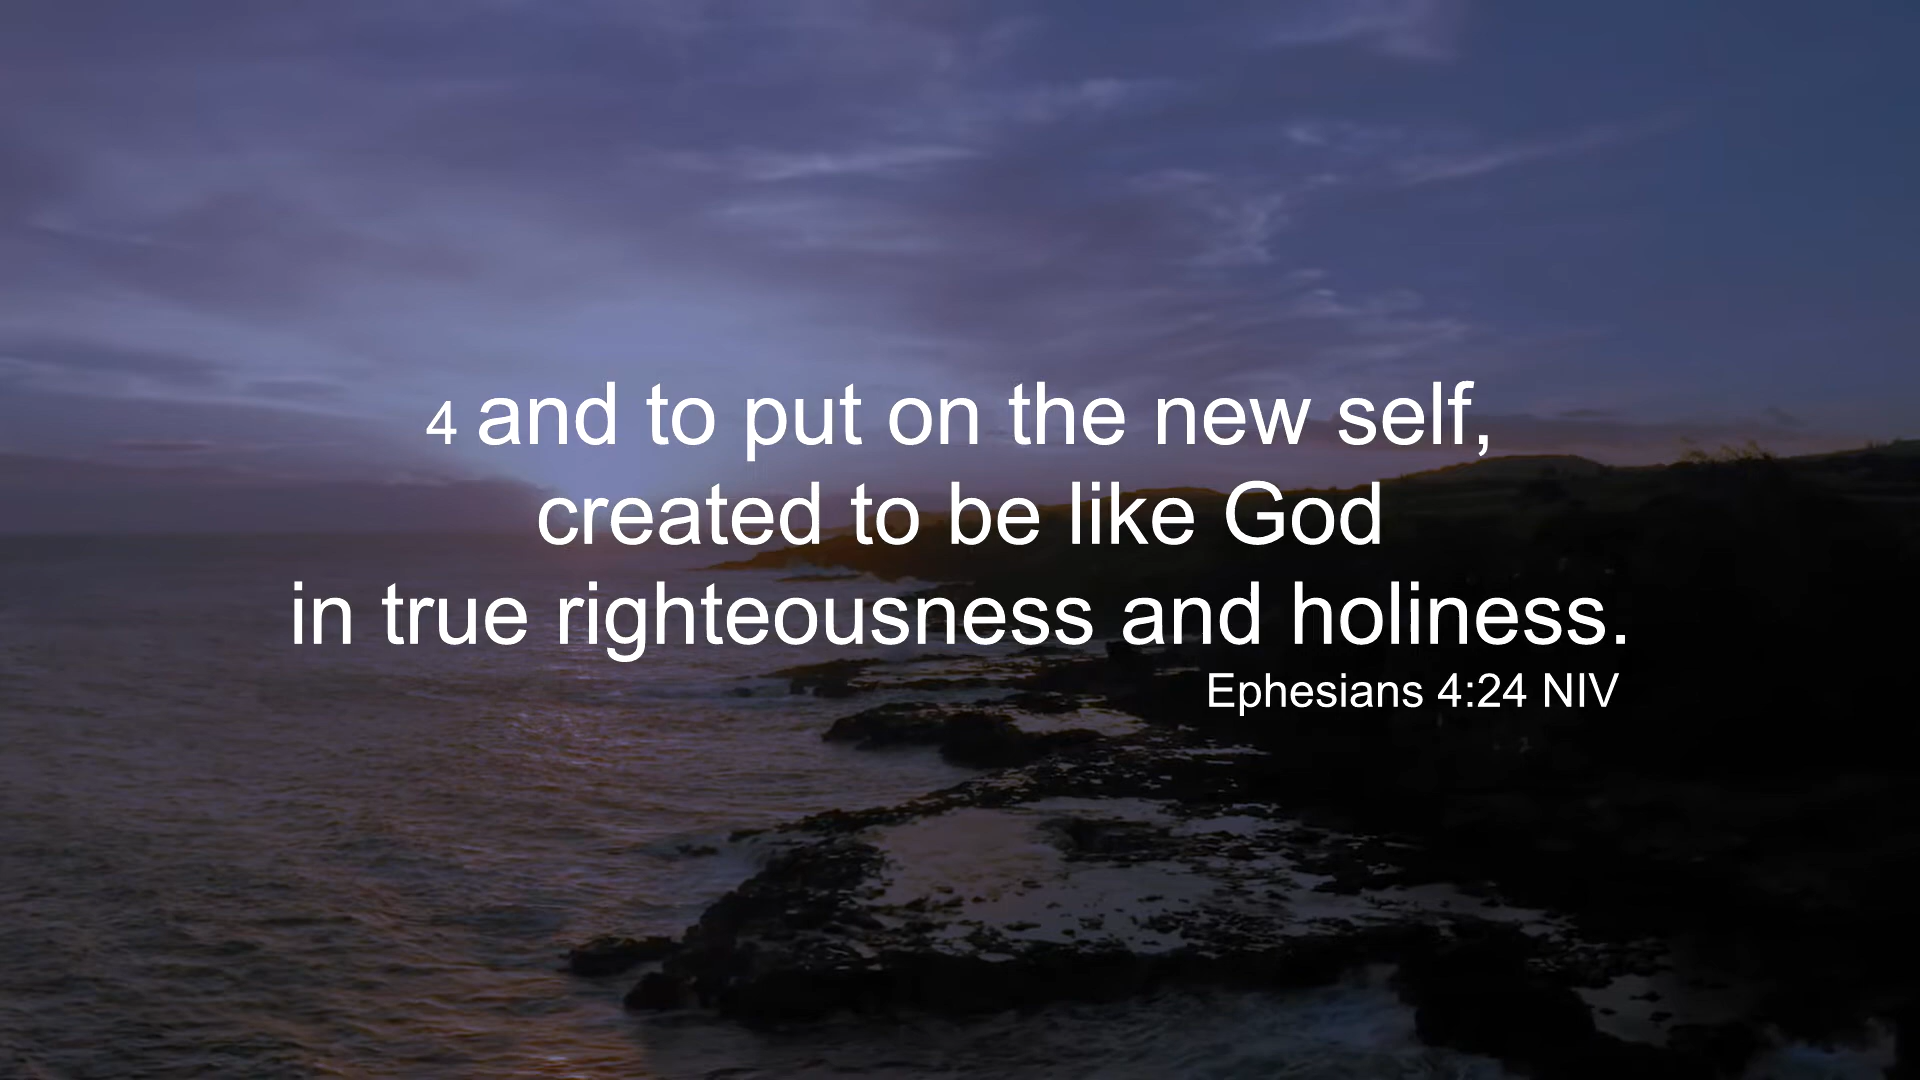 4 and to put on the new self,
created to be like God
in true righteousness and holiness.
Ephesians 4:24 NIV